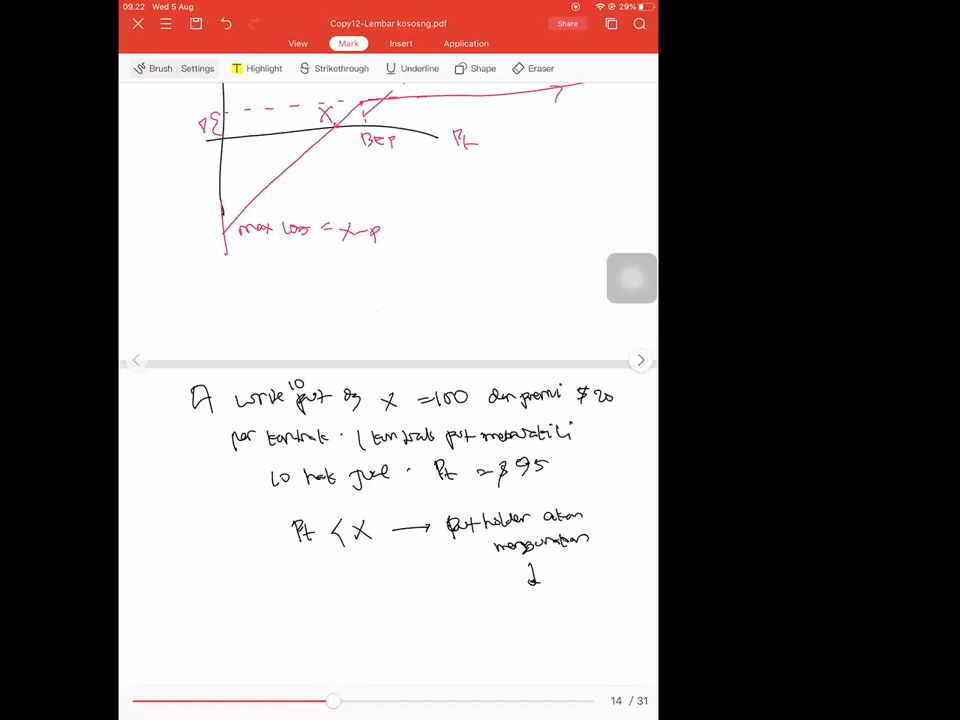 09.22 Wed 5 Aug
29%
Copy12-Lembar kososng.pdf
Share
View
Mark
Insert
Application
Brush
Settings
Highlight
Strikethrough
Underline
Shape
Eraser
P
X
BEP
Pt
max loss = X-P
A write 10 put dg X = 100 dan premi $20
per kontrak. 1 kontrak put mewakili
10 hak jual. Pt = $95
Pt < X → put holder akan
menggunakan
14 / 31